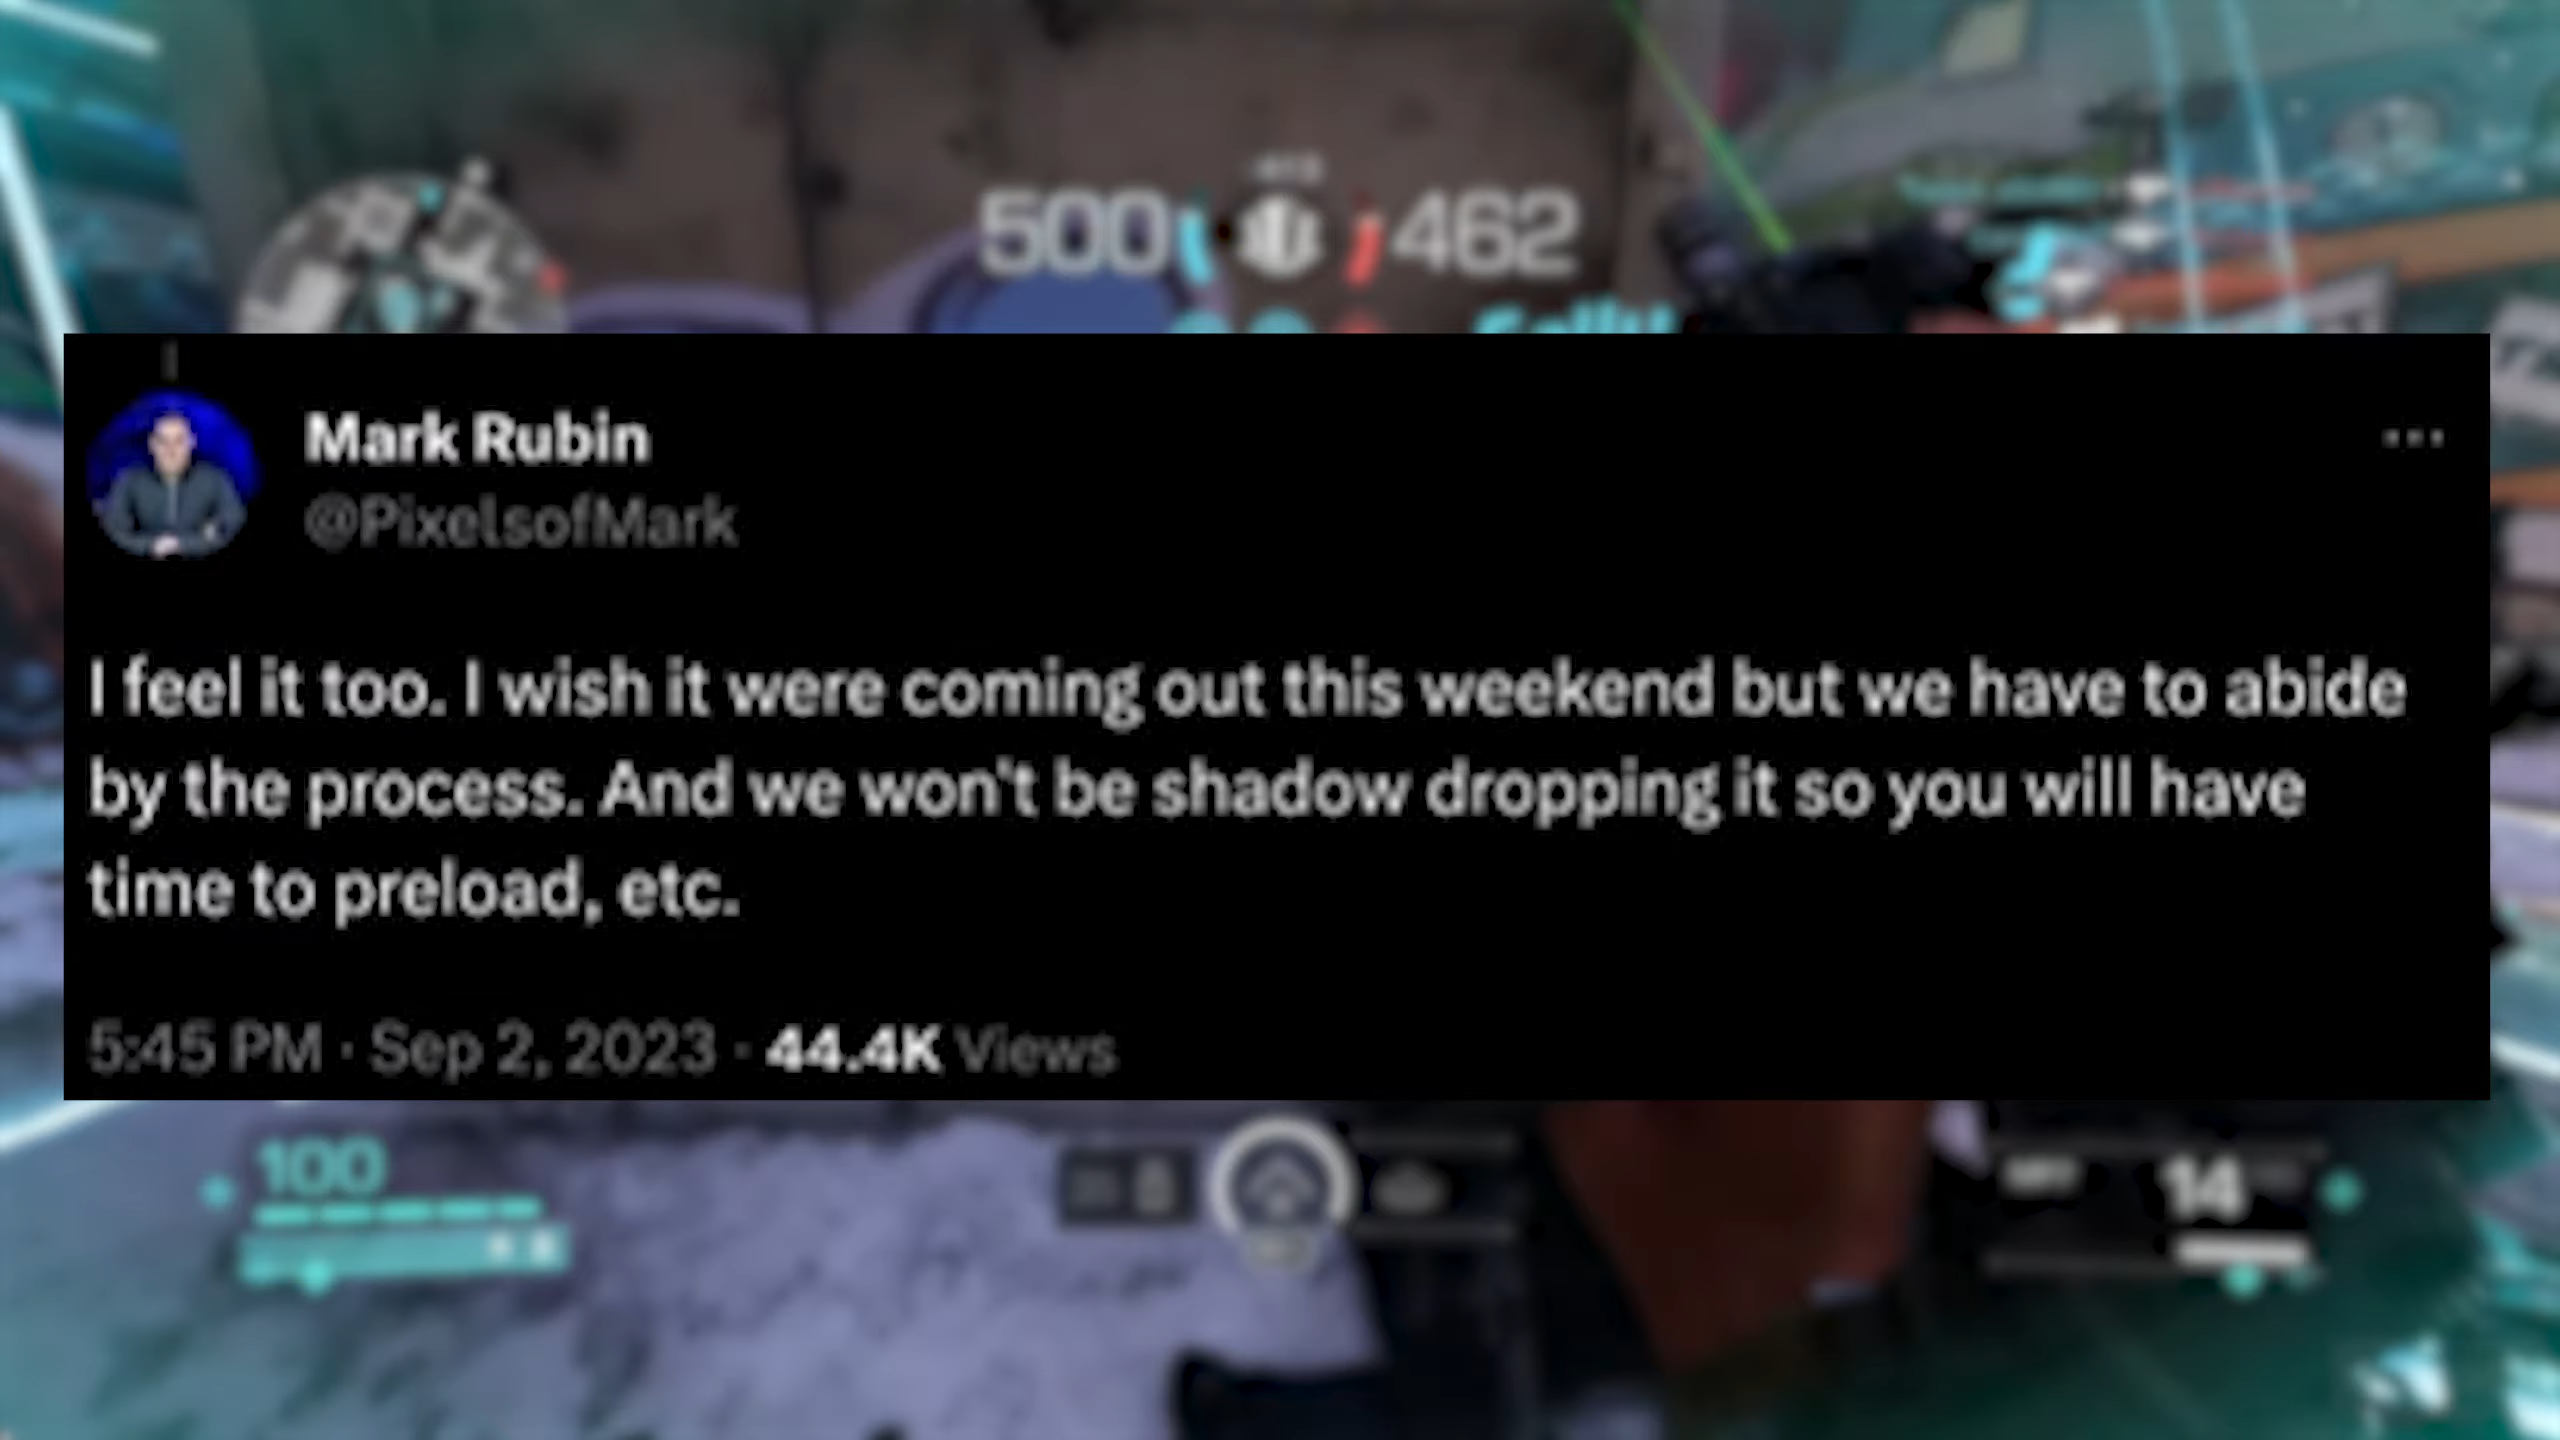 500 462
Mark Rubin
@PixelsofMark
I feel it too. I wish it were coming out this weekend but we have to abide
by the process. And we won't be shadow dropping it so you will have
time to preload, etc.
5:45 PM · Sep 2, 2023 · 44.4K Views
100
14